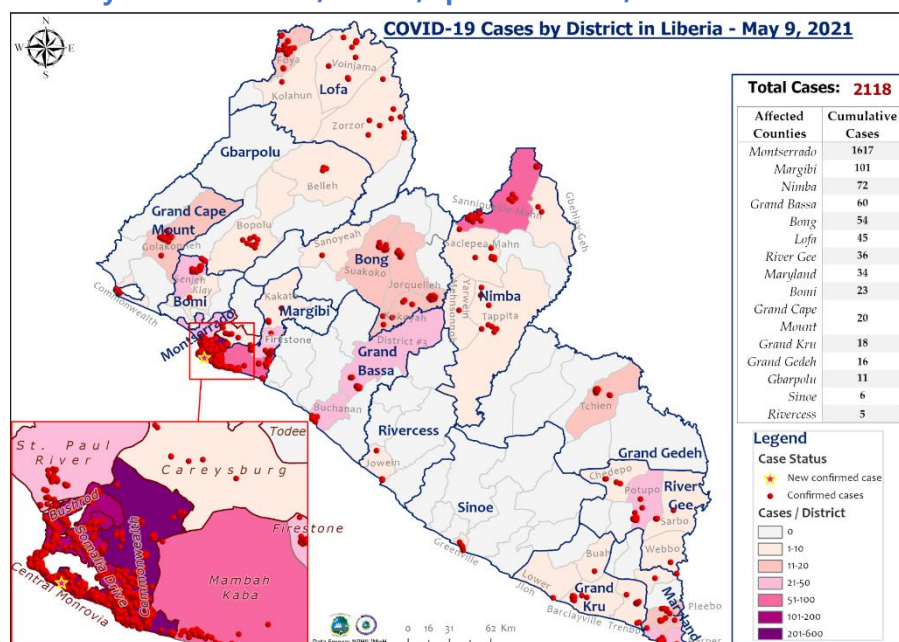 COVID-19 Cases by District in Liberia - May 9, 2021
N
W E
S
Foya
Voinjama
Kolahun
Lofa
Zorzor
Gbarpolu
Belleh
Grand Cape
Mount
Golakonneh
Bopolu
Senjeh
Klay
Bomi
Commonwealth
Sanoyeah
Bong
Suakoko
Jorquelleh
Kokoyah
Sanniquellie-Mahn
Gbehlay-Geh
Saclepea-Mahn
Nimba
Yarwein
Mehnsonnoh
Tappita
Kakata
Margibi
Montserrado
Firestone
District #3
Grand
Bassa
Buchanan
Rivercess
Jowein
Tchien
Grand Gedeh
Chedepo
Potupo
River
Gee
Sarbo
Webbo
Sinoe
Greenville
Buah
Lower
Jloh
Grand
Kru
Barclayville
Trenbo
Maryland
Pleebo
Total Cases: 2118
Affected Counties Cumulative Cases
Montserrado 1617
Margibi 101
Nimba 72
Grand Bassa 60
Bong 54
Lofa 45
River Gee 36
Maryland 34
Bomi 23
Grand Cape Mount 20
Grand Kru 18
Grand Gedeh 16
Gbarpolu 11
Sinoe 6
Rivercess 5
Legend
Case Status
New confirmed case
Confirmed cases
Cases / District
0
1-10
11-20
21-50
51-100
101-200
201-600
St. Paul
River
Todee
Careysburg
Bushrod
Somalia Drive
Commonwealth
Firestone
Central Monrovia
Mambah
Kaba
0 16 31 62 Km